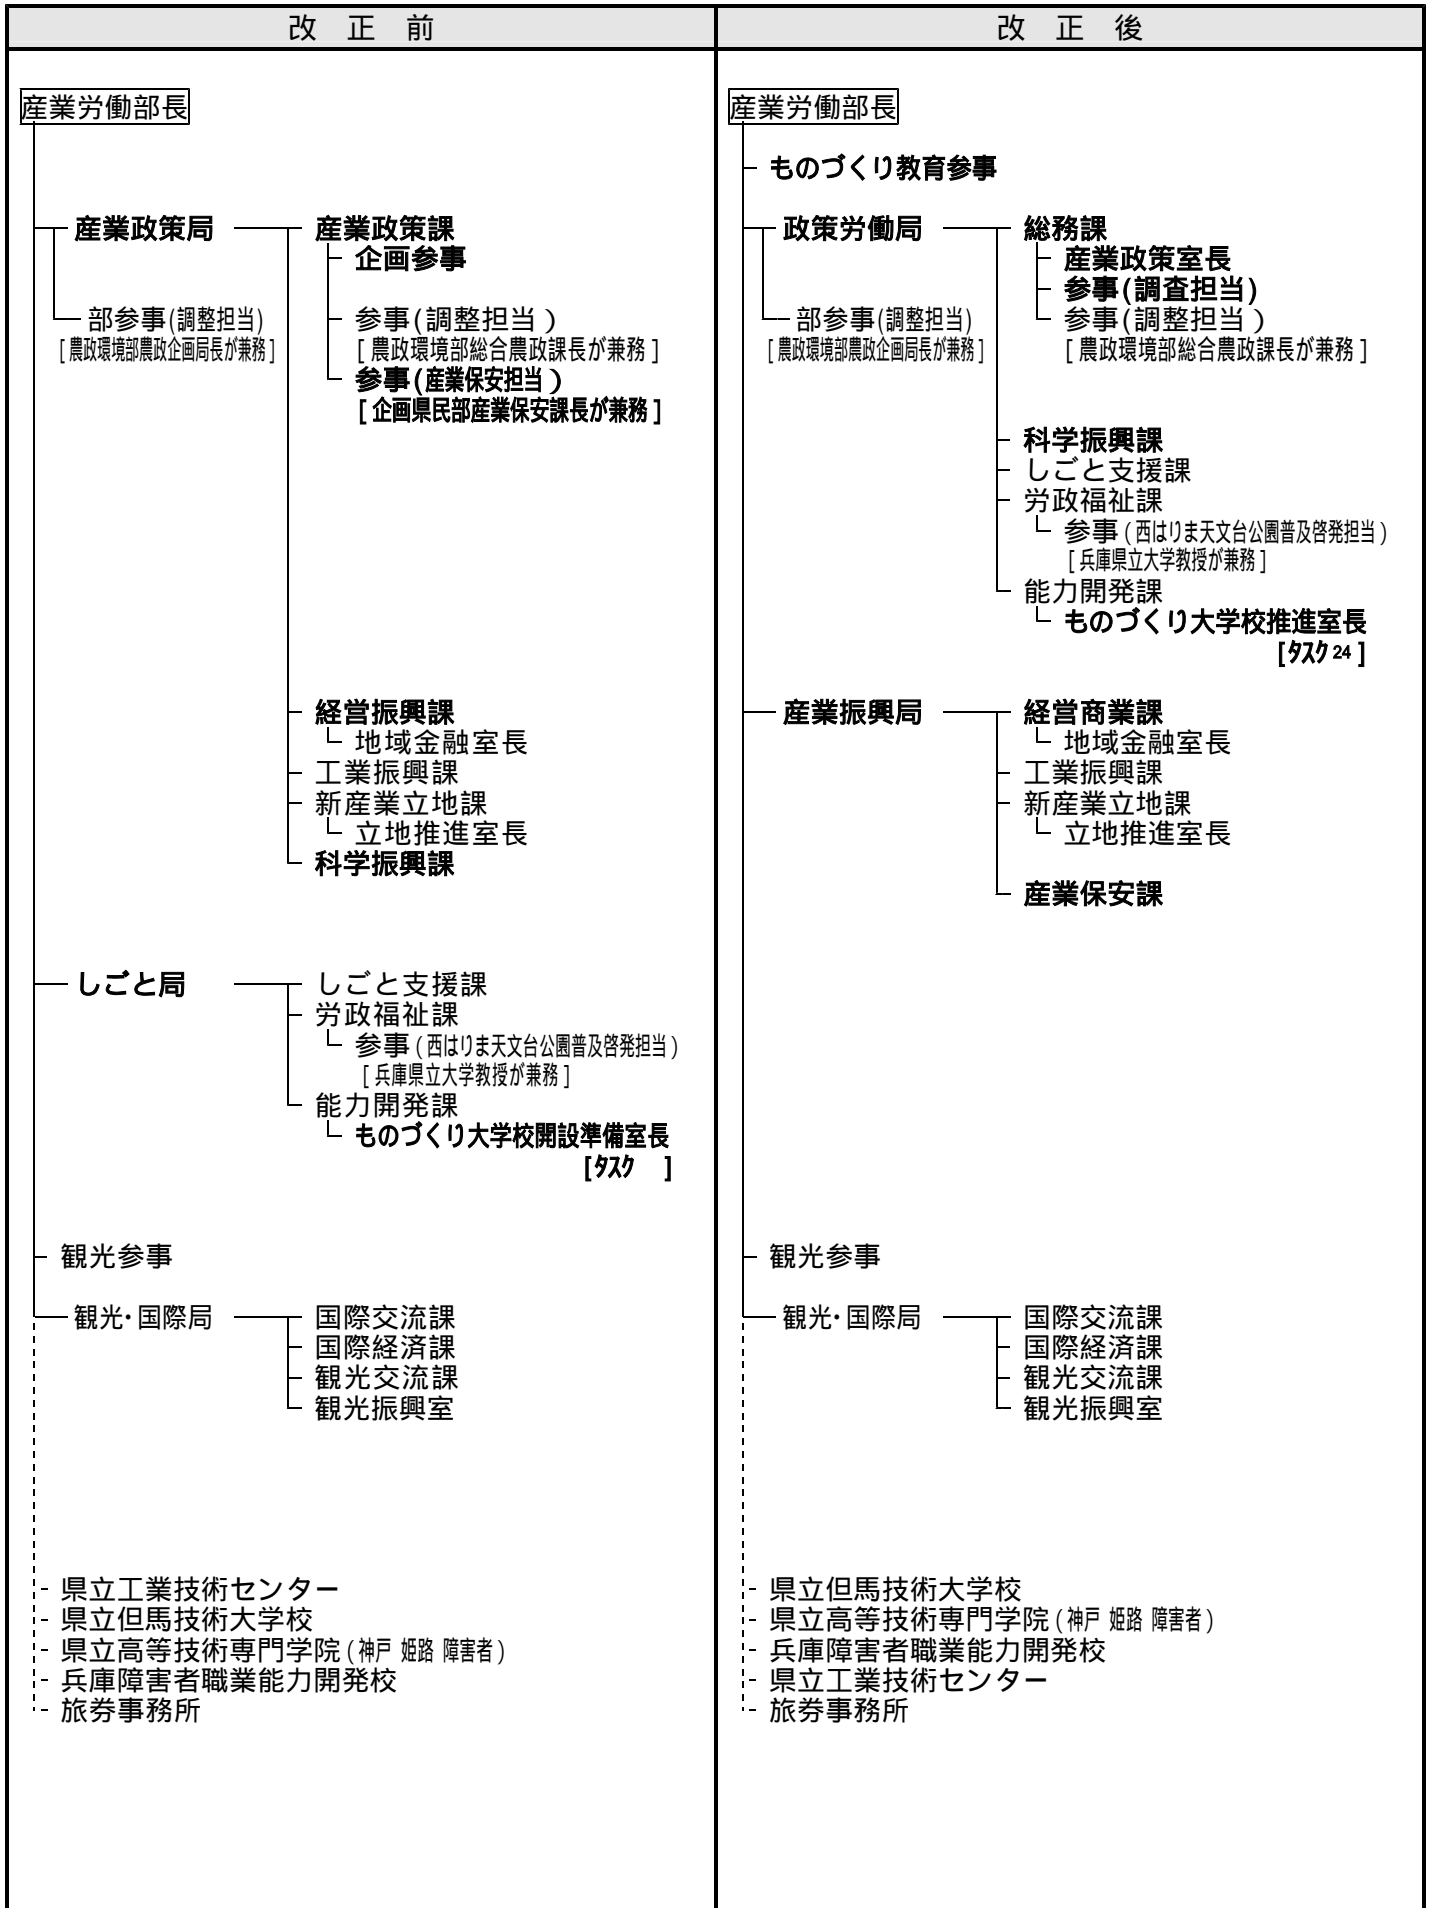 改　正　前
産業労働部長
産業政策局　産業政策課
企画参事
部参事(調整担当)　参事(調整担当)
[農政環境部農政企画局長が兼務]　[農政環境部総合農政課長が兼務]
参事(産業保安担当)
[企画県民部産業保安課長が兼務]
経営振興課
地域金融室長
工業振興課
新産業立地課
立地推進室長
科学振興課
しごと局　しごと支援課
労政福祉課
参事(西はりま天文台公園普及啓発担当)
[兵庫県立大学教授が兼務]
能力開発課
ものづくり大学校開設準備室長
[タスク　]
観光参事
観光・国際局　国際交流課
国際経済課
観光交流課
観光振興室
県立工業技術センター
県立但馬技術大学校
県立高等技術専門学院(神戸 姫路 障害者)
兵庫障害者職業能力開発校
旅券事務所
改　正　後
産業労働部長
ものづくり教育参事
政策労働局　総務課
産業政策室長
参事(調査担当)
部参事(調整担当)　参事(調整担当)
[農政環境部農政企画局長が兼務]　[農政環境部総合農政課長が兼務]
科学振興課
しごと支援課
労政福祉課
参事(西はりま天文台公園普及啓発担当)
[兵庫県立大学教授が兼務]
能力開発課
ものづくり大学校推進室長
[タスク24]
産業振興局　経営商業課
地域金融室長
工業振興課
新産業立地課
立地推進室長
産業保安課
観光参事
観光・国際局　国際交流課
国際経済課
観光交流課
観光振興室
県立但馬技術大学校
県立高等技術専門学院(神戸 姫路 障害者)
兵庫障害者職業能力開発校
県立工業技術センター
旅券事務所